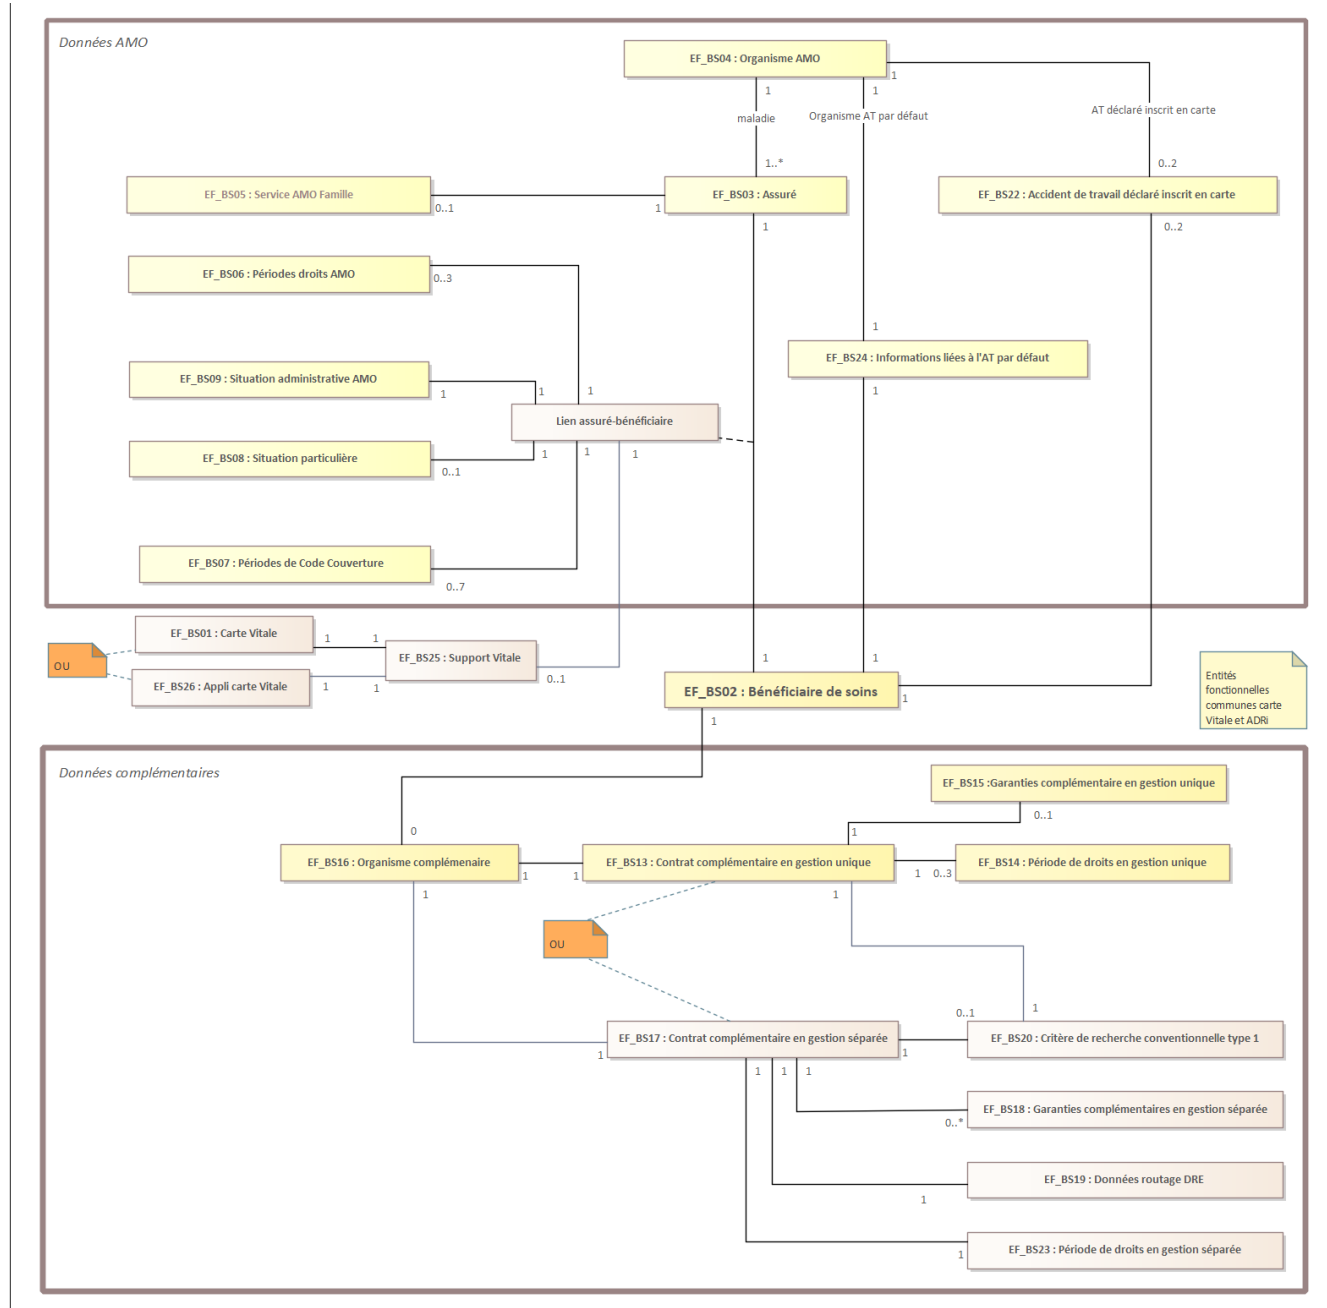 Données AMO
EF_BS04 : Organisme AMO
1
1
1
maladie
Organisme AT par défaut
AT déclaré inscrit en carte
1..*
0..2
EF_BS05 : Service AMO Famille
EF_BS03 : Assuré
EF_BS22 : Accident de travail déclaré inscrit en carte
0..1
1
1
0..2
EF_BS06 : Périodes droits AMO
0..3
1
EF_BS24 : Informations liées à l'AT par défaut
EF_BS09 : Situation administrative AMO
1
1
1
1
Lien assuré-bénéficiaire
EF_BS08 : Situation particulière
1
1
1
0..1
EF_BS07 : Périodes de Code Couverture
0..7
EF_BS01 : Carte Vitale
1
1
OU
EF_BS25 : Support Vitale
EF_BS26 : Appli carte Vitale
1
1
0..1
1
1
EF_BS02 : Bénéficiaire de soins
1
1
Entités
fonctionnelles
communes carte
Vitale et ADRi
Données complémentaires
EF_BS15 :Garanties complémentaire en gestion unique
0..1
0
1
EF_BS16 : Organisme complémenaire
EF_BS13 : Contrat complémentaire en gestion unique
EF_BS14 : Période de droits en gestion unique
1
1
1
0..3
1
1
OU
0..1
1
EF_BS17 : Contrat complémentaire en gestion séparée
EF_BS20 : Critère de recherche conventionnelle type 1
1
1
1
1
1
EF_BS18 : Garanties complémentaires en gestion séparée
0..*
EF_BS19 : Données routage DRE
1
EF_BS23 : Période de droits en gestion séparée
1